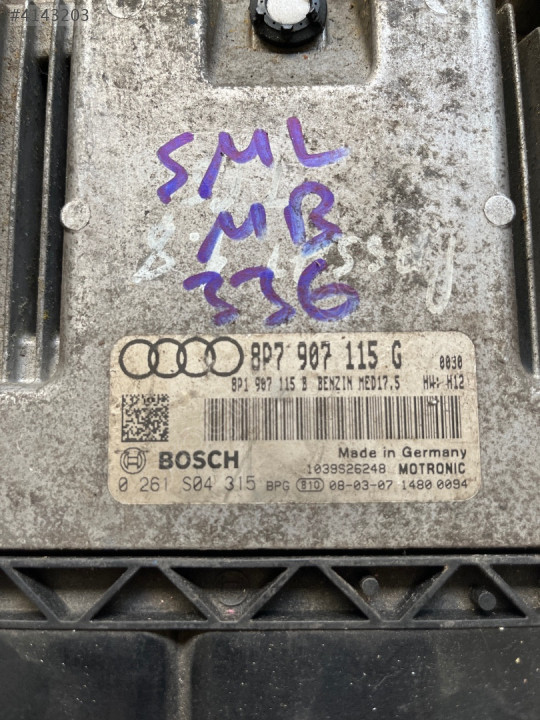 #4143203
SML
MB
336
8P7 907 115 G 0030
8P1 907 115 B BENZIN MED17.5 HW: H12
BOSCH Made in Germany
1039S26248 MOTRONIC
0 261 S04 315 BPG 810 08-03-07 1480 0094